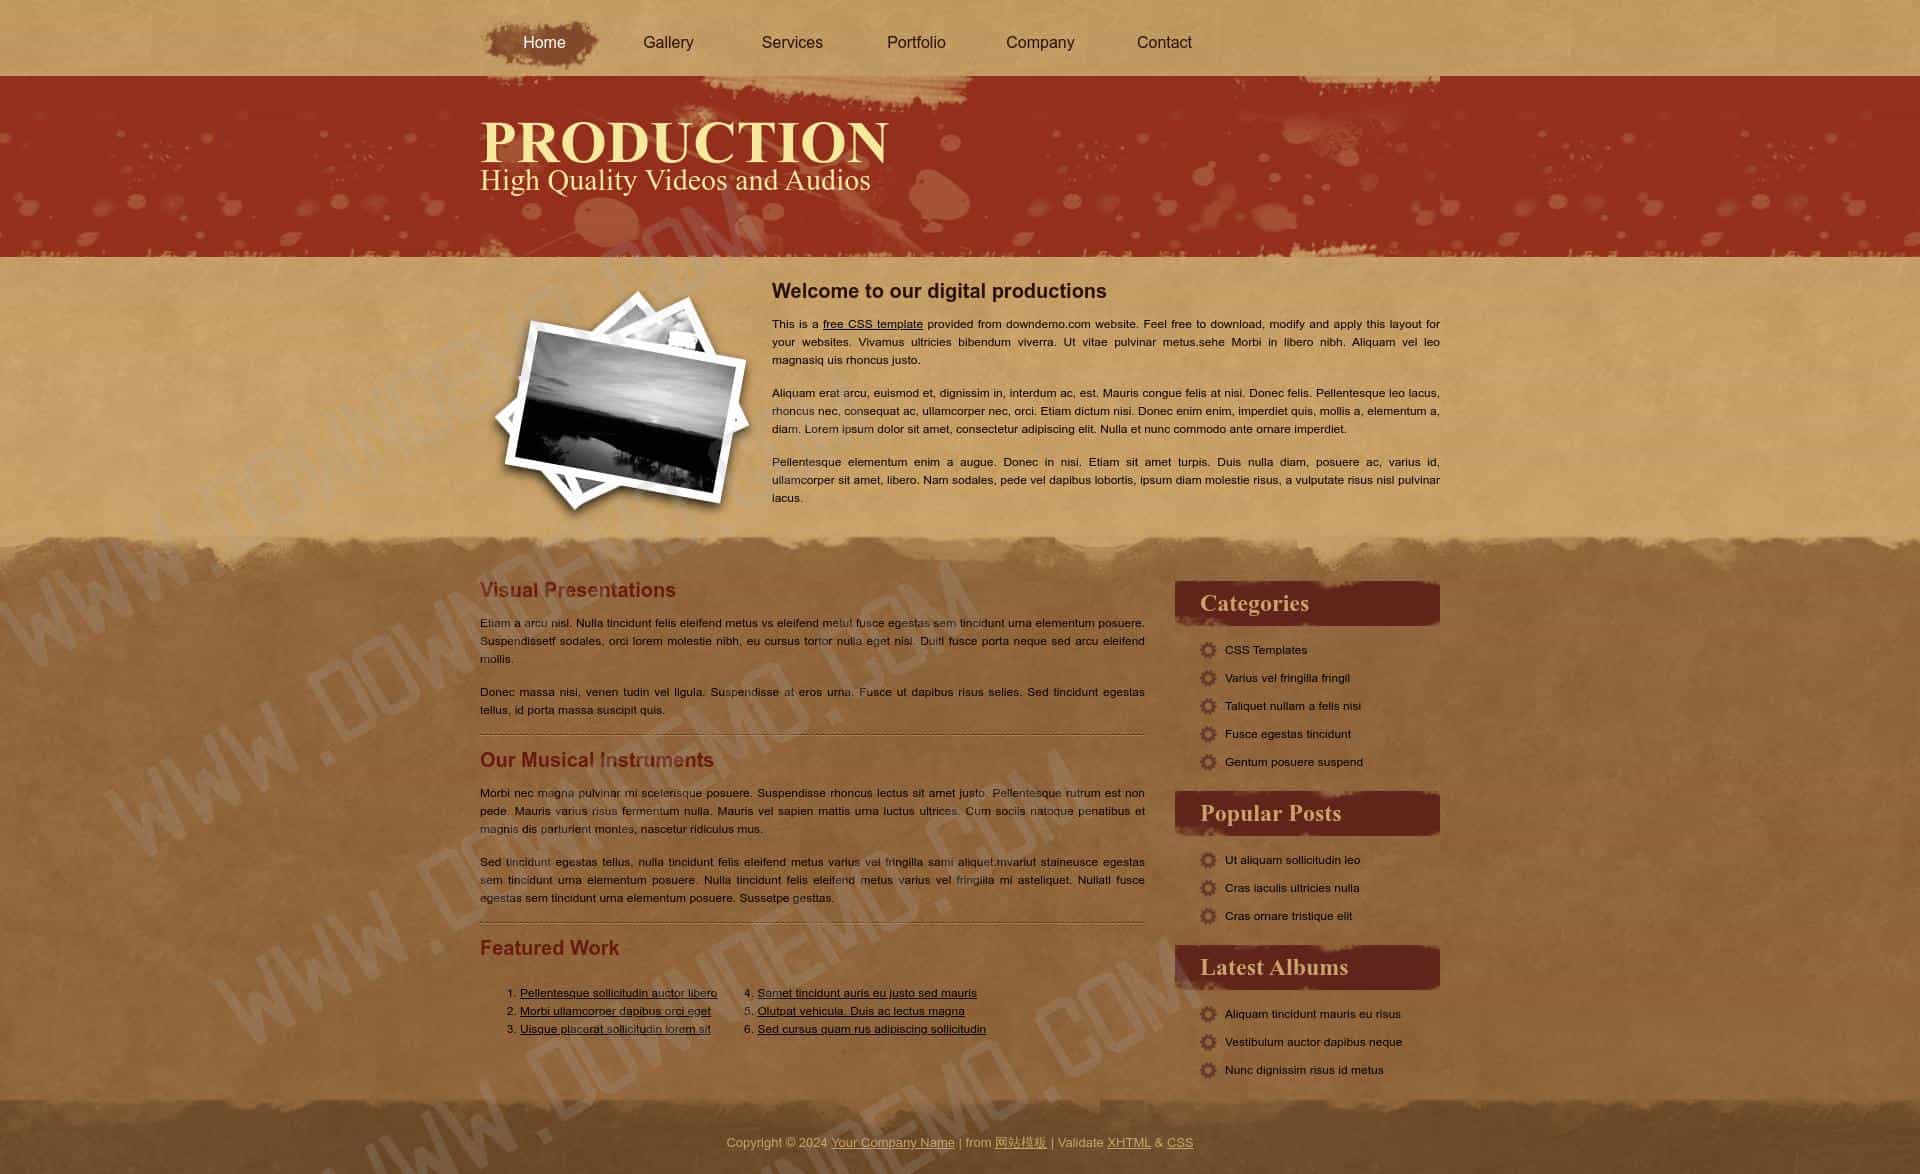 Home Gallery Services Portfolio Company Contact
PRODUCTION
High Quality Videos and Audios
Welcome to our digital productions
This is a free CSS template provided from downdemo.com website. Feel free to download, modify and apply this layout for
your websites. Vivamus ultricies bibendum viverra. Ut vitae pulvinar metus.sehe Morbi in libero nibh. Aliquam vel leo
magnasiq uis rhoncus justo.
Aliquam erat arcu, euismod et, dignissim in, interdum ac, est. Mauris congue felis at nisi. Donec felis. Pellentesque leo lacus,
rhoncus nec, consequat ac, ullamcorper nec, orci. Etiam dictum nisi. Donec enim enim, imperdiet quis, mollis a, elementum a,
diam. Lorem ipsum dolor sit amet, consectetur adipiscing elit. Nulla et nunc commodo ante ornare imperdiet.
Pellentesque elementum enim a augue. Donec in nisi. Etiam sit amet turpis. Duis nulla diam, posuere ac, varius id,
ullamcorper sit amet, libero. Nam sodales, pede vel dapibus lobortis, ipsum diam molestie risus, a vulputate risus nisl pulvinar
lacus.
Visual Presentations
Etiam a arcu nisl. Nulla tincidunt felis eleifend metus vs eleifend metut fusce egestas sem tincidunt urna elementum posuere.
Suspendissetf sodales, orci lorem molestie nibh, eu cursus tortor nulla eget nisi. Duitl fusce porta neque sed arcu eleifend
mollis.
Donec massa nisi, venen tudin vel ligula. Suspendisse at eros urna. Fusce ut dapibus risus selies. Sed tincidunt egestas
tellus, id porta massa suscipit quis.
Our Musical Instruments
Morbi nec magna pulvinar mi scelerisque posuere. Suspendisse rhoncus lectus sit amet justo. Pellentesque rutrum est non
pede. Mauris varius risus fermentum nulla. Mauris vel sapien mattis urna luctus ultrices. Cum sociis natoque penatibus et
magnis dis parturient montes, nascetur ridiculus mus.
Sed tincidunt egestas tellus, nulla tincidunt felis eleifend metus varius vel fringilla sami aliquet.mvariut staineusce egestas
sem tincidunt urna elementum posuere. Nulla tincidunt felis eleifend metus varius vel fringilla mi asteliquet. Nullatl fusce
egestas sem tincidunt urna elementum posuere. Sussetpe gesttas.
Featured Work
1. Pellentesque sollicitudin auctor libero
2. Morbi ullamcorper dapibus orci eget
3. Uisque placerat sollicitudin lorem sit
4. Samet tincidunt auris eu justo sed mauris
5. Olutpat vehicula. Duis ac lectus magna
6. Sed cursus quam rus adipiscing sollicitudin
Categories
CSS Templates
Varius vel fringilla fringil
Taliquet nullam a felis nisi
Fusce egestas tincidunt
Gentum posuere suspend
Popular Posts
Ut aliquam sollicitudin leo
Cras iaculis ultricies nulla
Cras ornare tristique elit
Latest Albums
Aliquam tincidunt mauris eu risus
Vestibulum auctor dapibus neque
Nunc dignissim risus id metus
Copyright © 2024 Your Company Name | from 网站模板 | Validate XHTML & CSS
WWW.DOWNDEMO.COM
WWW.DOWNDEMO.COM
WWW.DOWNDEMO.COM
WWW.DOWNDEMO.COM